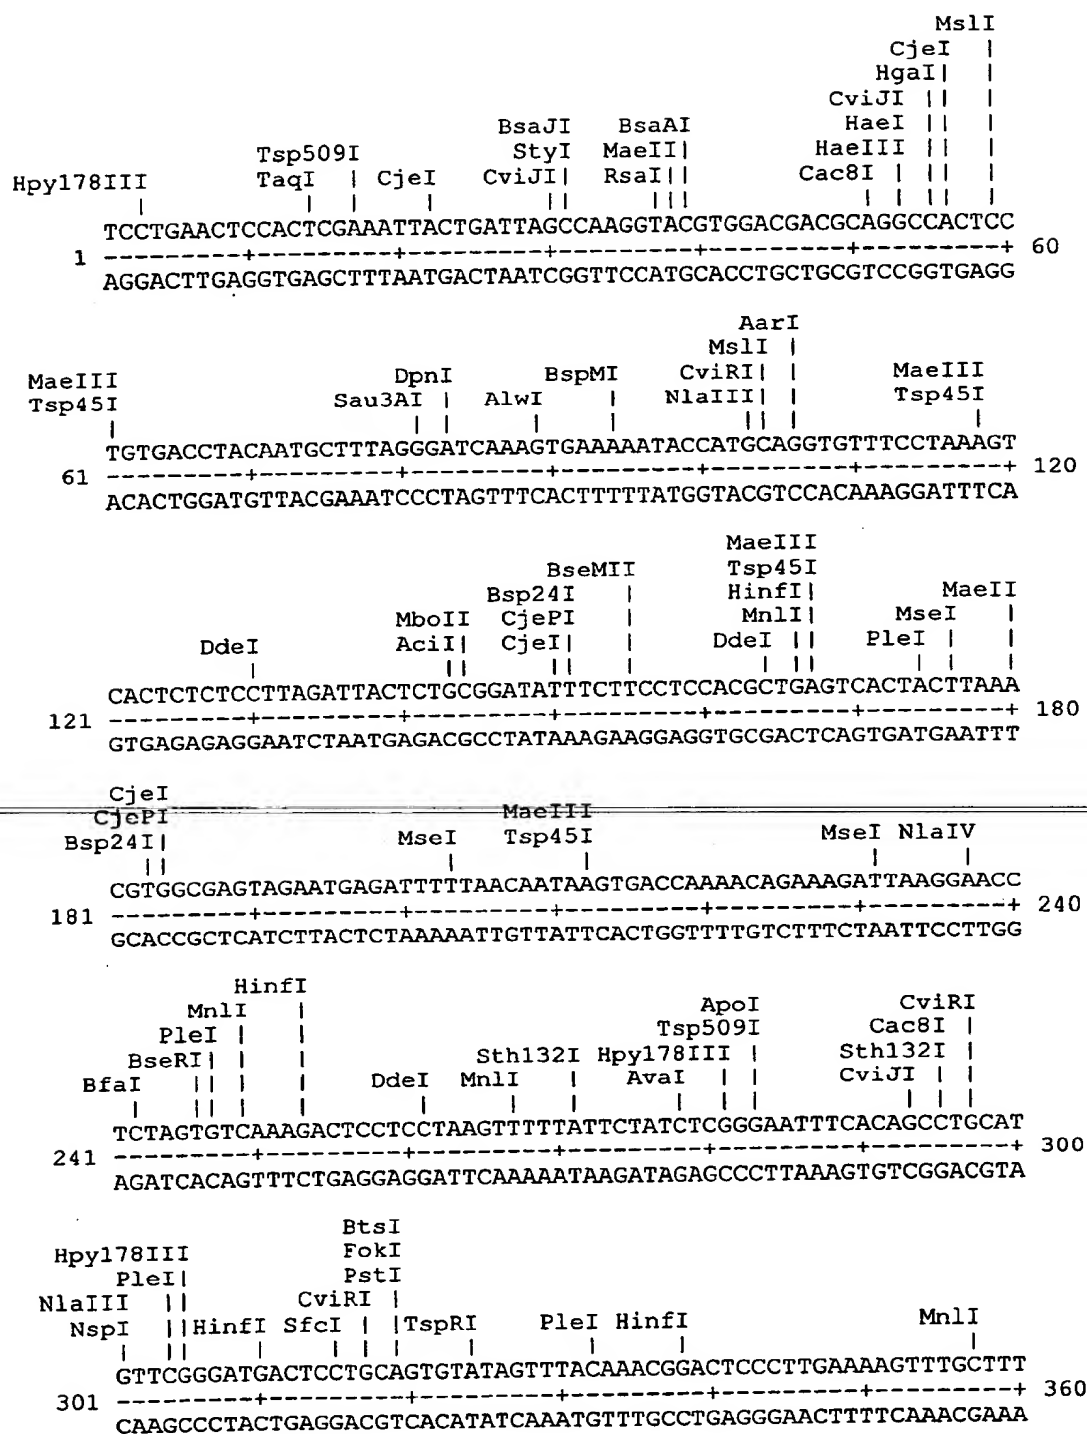 MslI
CjeI |
HgaI| |
CviJI || |
BsaJI BsaAI HaeI || |
Tsp509I StyI MaeII| HaeIII || |
Hpy178III TaqI | CjeI CviJI| RsaI|| Cac8I | || |
| | | | || ||| | | || |
TCCTGAACTCCACTCGAAATTACTGATTAGCCAAGGTACGTGGACGACGCAGGCCACTCC
1 ---------+---------+---------+---------+---------+---------+ 60
AGGACTTGAGGTGAGCTTTAATGACTAATCGGTTCCATGCACCTGCTGCGTCCGGTGAGG
AarI
MslI |
MaeIII DpnI BspMI CviRI| | MaeIII
Tsp45I Sau3AI | AlwI | NlaIII| | Tsp45I
| | | | | || | |
TGTGACCTACAATGCTTTAGGGATCAAAGTGAAAAATACCATGCAGGTGTTTCCTAAAGT
61 ---------+---------+---------+---------+---------+---------+ 120
ACACTGGATGTTACGAAATCCCTAGTTTCACTTTTTATGGTACGTCCACAAAGGATTTCA
MaeIII
BseMII Tsp45I
Bsp24I | HinfI| MaeII
MboII CjePI | MnlI| MseI |
DdeI AciI| CjeI| | DdeI || PleI | |
| || || | | || | | |
CACTCTCTCCTTAGATTACTCTGCGGATATTTCTTCCTCCACGCTGAGTCACTACTTAAA
121 ---------+---------+---------+---------+---------+---------+ 180
GTGAGAGAGGAATCTAATGAGACGCCTATAAAGAAGGAGGTGCGACTCAGTGATGAATTT
CjeI
CjePI MaeIII
Bsp24I| MseI Tsp45I MseI NlaIV
|| | | | |
CGTGGCGAGTAGAATGAGATTTTTAACAATAAGTGACCAAAACAGAAAGATTAAGGAACC
181 ---------+---------+---------+---------+---------+---------+ 240
GCACCGCTCATCTTACTCTAAAAATTGTTATTCACTGGTTTTGTCTTTCTAATTCCTTGG
HinfI
MnlI | ApoI CviRI
PleI | | Tsp509I Cac8I |
BseRI| | | Sth132I Hpy178III | Sth132I |
BfaI || | | DdeI MnlI | AvaI | | CviJI | |
| || | | | | | | | | | | |
TCTAGTGTCAAAGACTCCTCCTAAGTTTTTATTCTATCTCGGGAATTTCACAGCCTGCAT
241 ---------+---------+---------+---------+---------+---------+ 300
AGATCACAGTTTCTGAGGAGGATTCAAAAATAAGATAGAGCCCTTAAAGTGTCGGACGTA
BtsI
Hpy178III FokI
PleI| PstI
NlaIII || CviRI |
NspI ||HinfI SfcI | |TspRI PleI HinfI MnlI
| || | | | | | | | |
GTTCGGGATGACTCCTGCAGTGTATAGTTTACAAACGGACTCCCTTGAAAAGTTTGCTTT
301 ---------+---------+---------+---------+---------+---------+ 360
CAAGCCCTACTGAGGACGTCACATATCAAATGTTTGCCTGAGGGAACTTTTCAAACGAAA